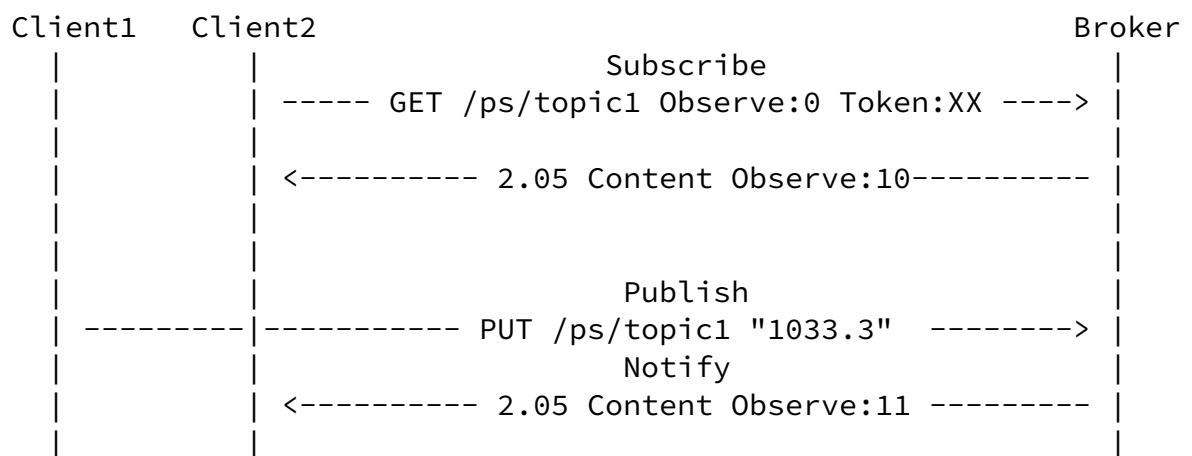 Client1 Client2 Broker
Subscribe
----- GET /ps/topic1 Observe:0 Token:XX ---->
<---------- 2.05 Content Observe:10----------
Publish
---------|----------- PUT /ps/topic1 "1033.3" -------->
Notify
<---------- 2.05 Content Observe:11 ---------